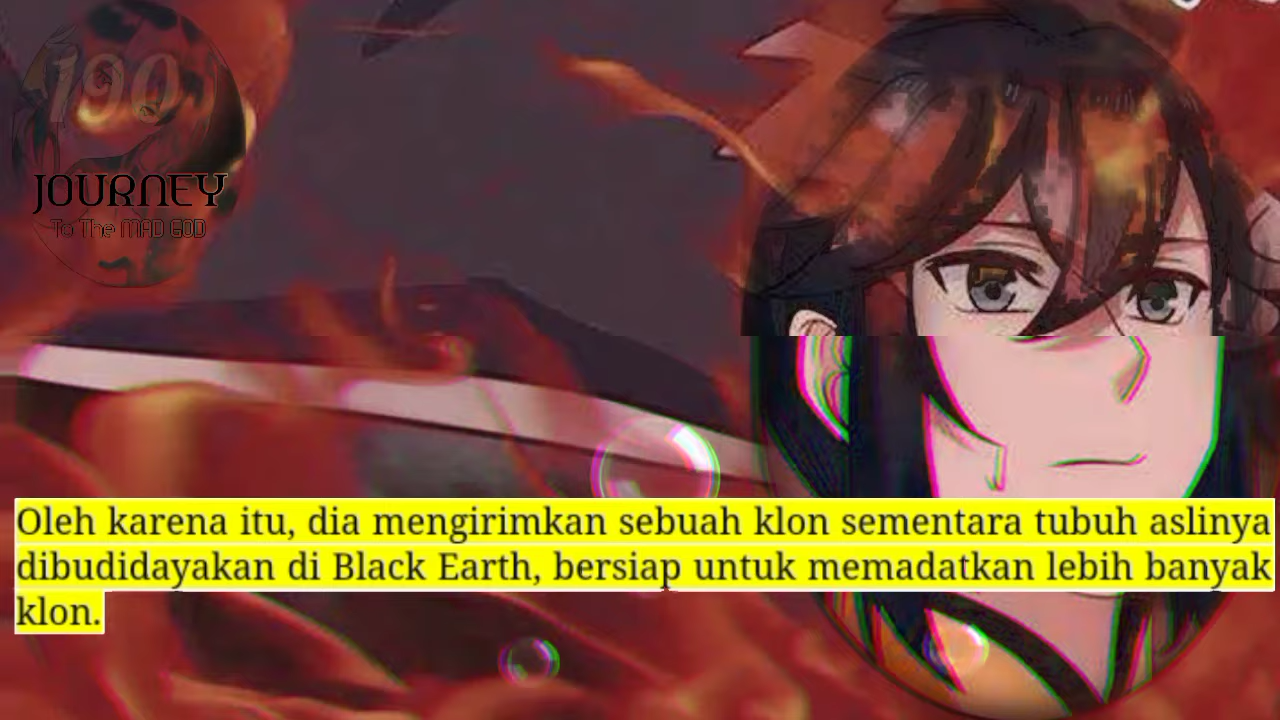 190
JOURNEY
To The MAD GOD
Oleh karena itu, dia mengirimkan sebuah klon sementara tubuh aslinya
dibudidayakan di Black Earth, bersiap untuk memadatkan lebih banyak
klon.